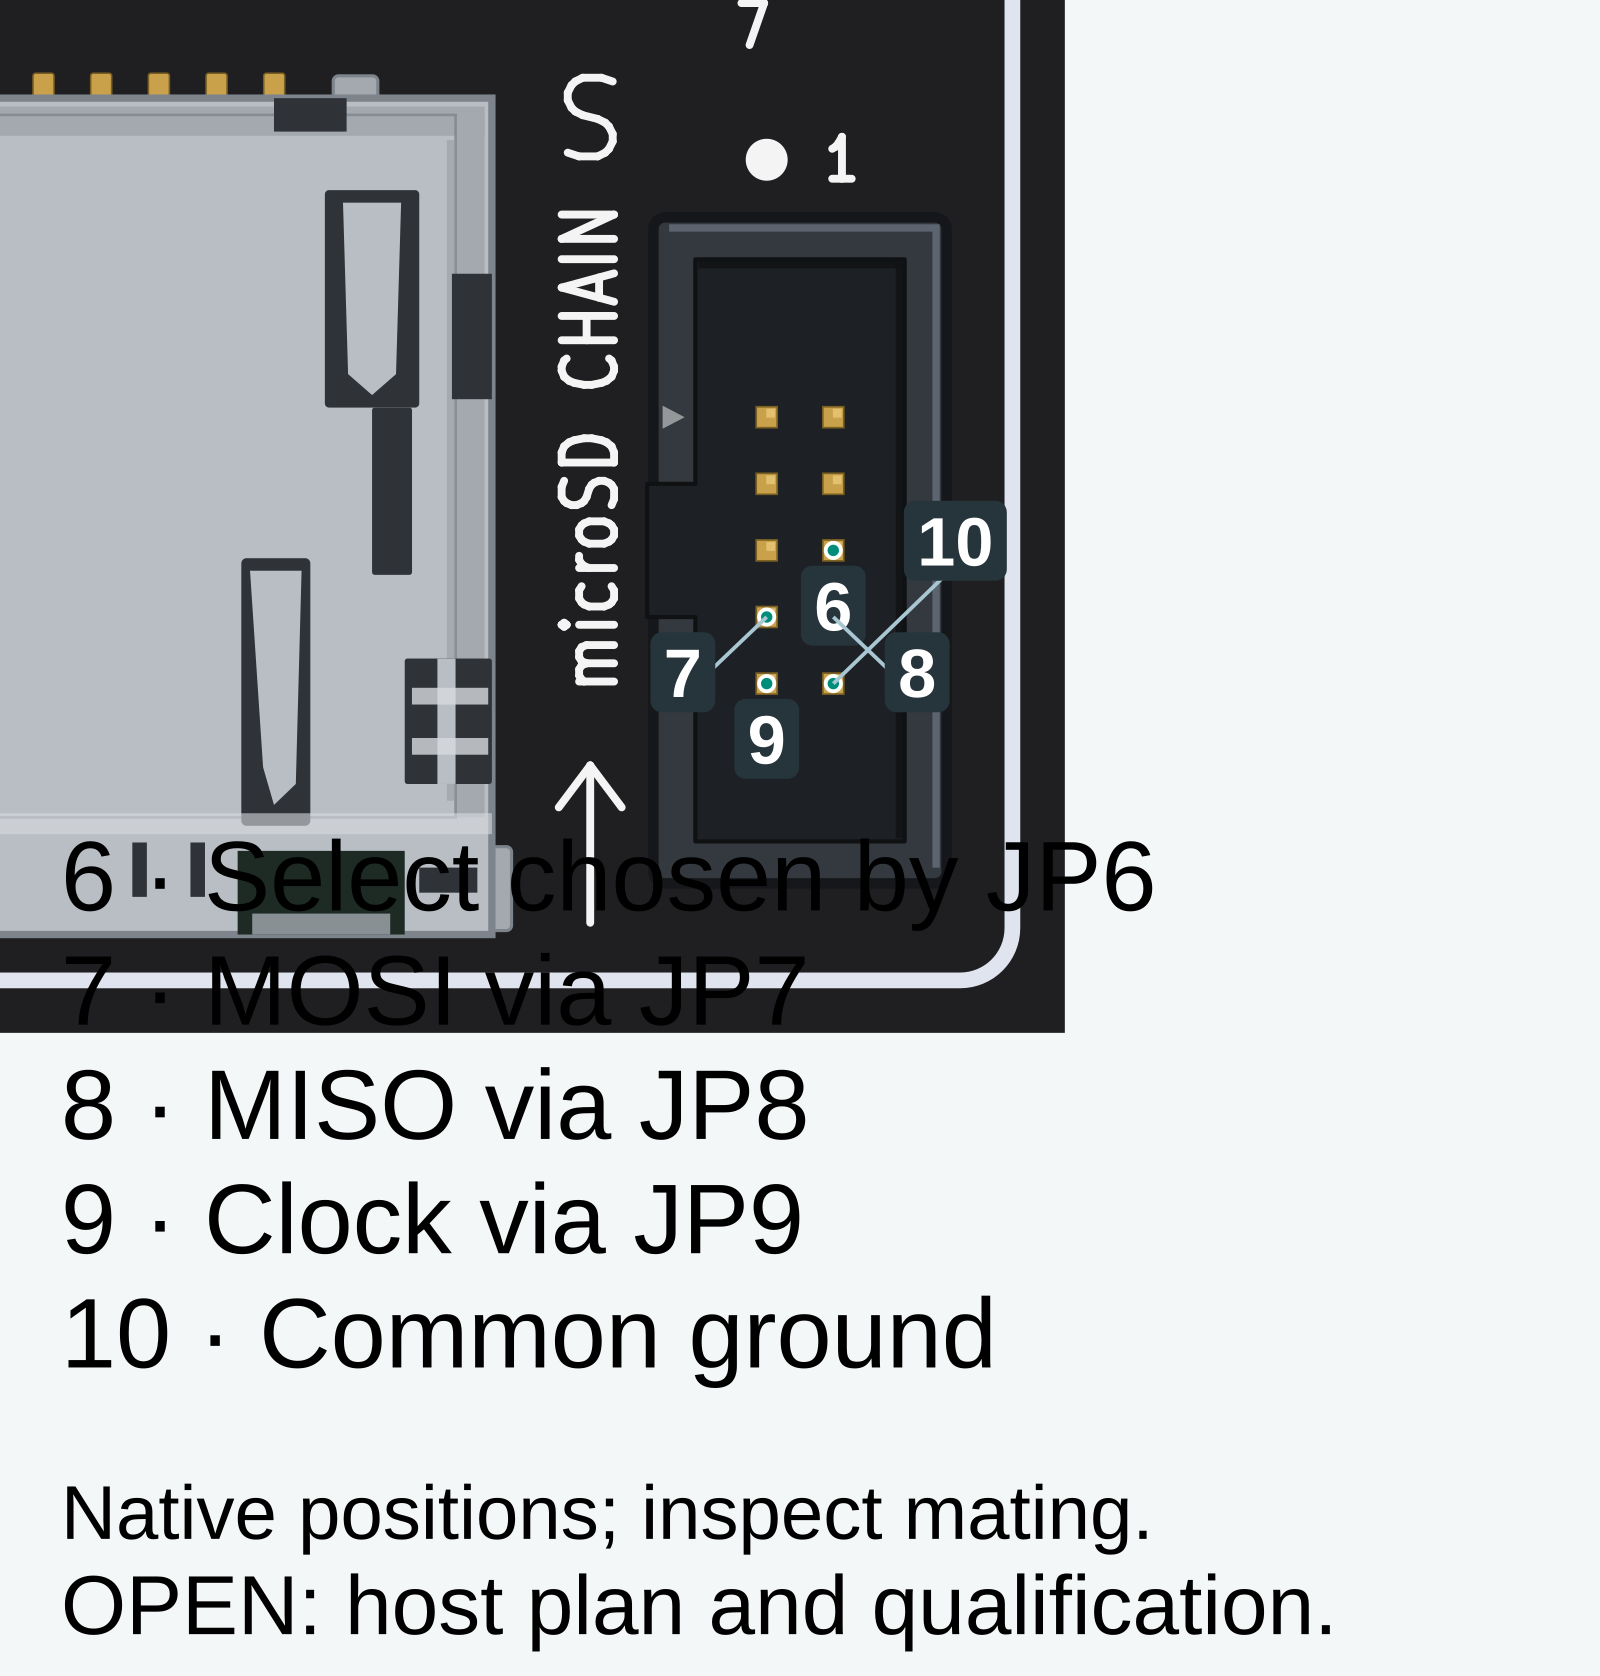 7
S
1
microSD CHAIN
10
6
7
8
9
6 · Select chosen by JP6
7 · MOSI via JP7
8 · MISO via JP8
9 · Clock via JP9
10 · Common ground
Native positions; inspect mating.
OPEN: host plan and qualification.